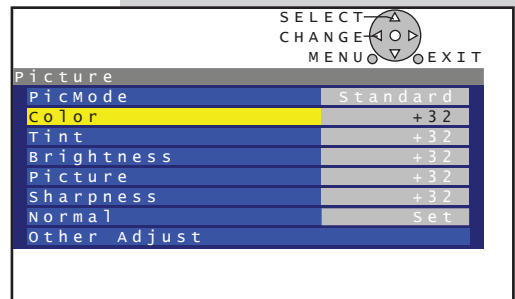 SELECT
CHANGE
MENU EXIT
Picture
PicMode Standard
Color +32
Tint +32
Brightness +32
Picture +32
Sharpness +32
Normal Set
Other Adjust